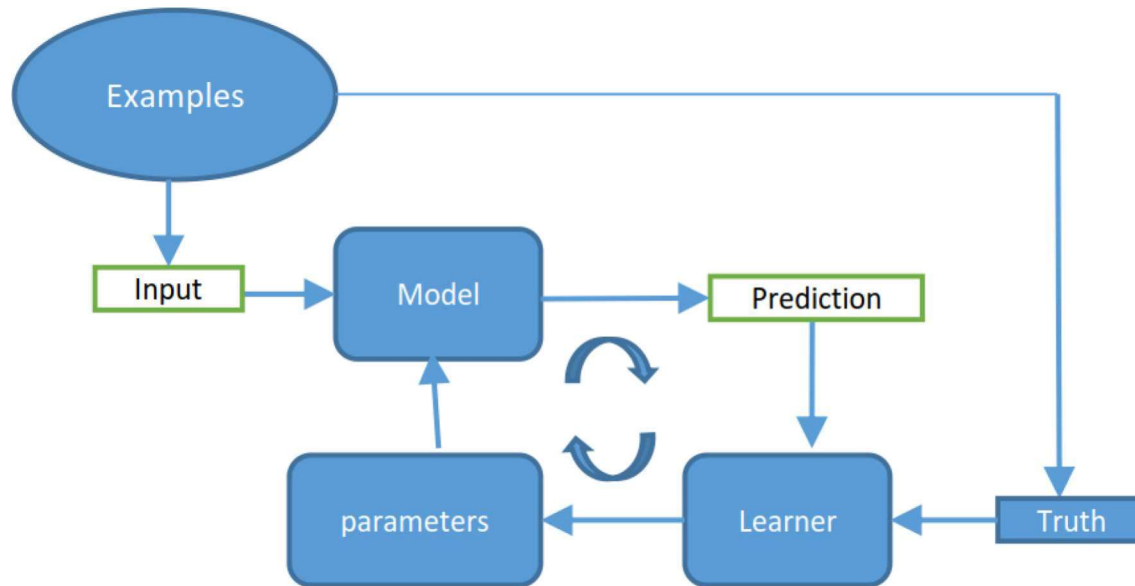 Examples
Input
Model
Prediction
parameters
Learner
Truth